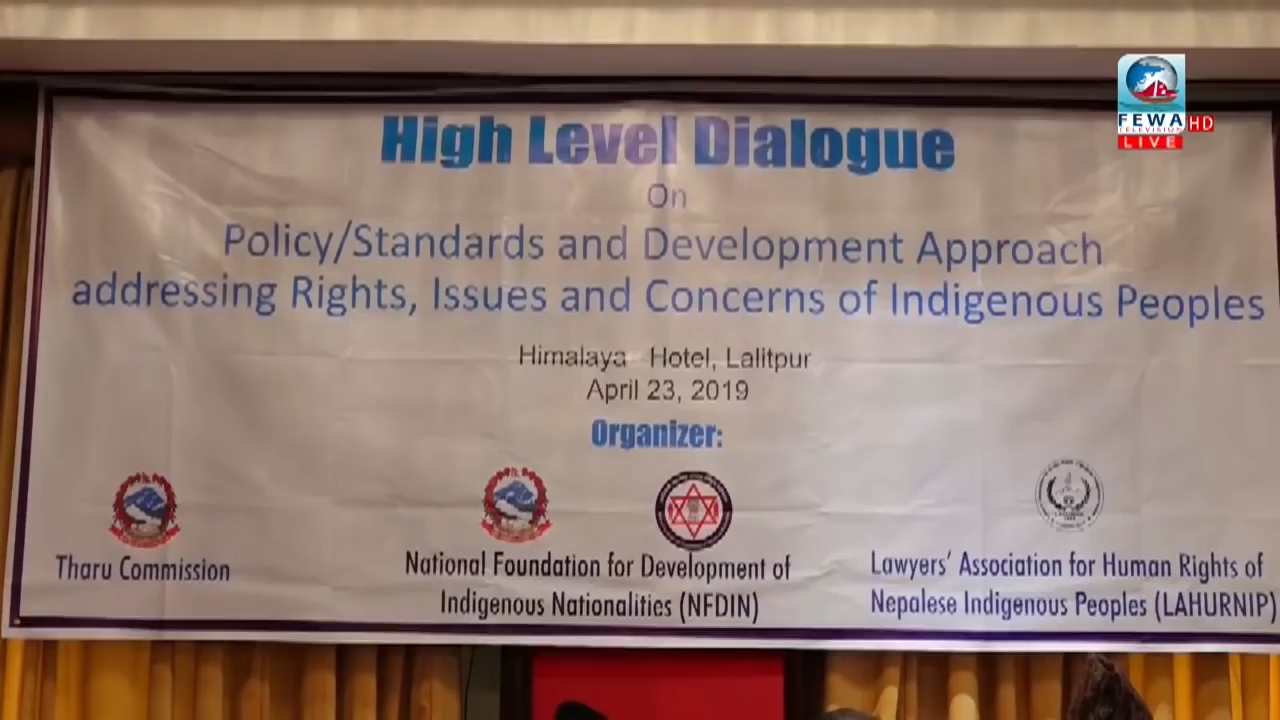 FEWA HD
TELEVISION
LIVE
High Level Dialogue
On
Policy/Standards and Development Approach
addressing Rights, Issues and Concerns of Indigenous Peoples
Himalaya Hotel, Lalitpur
April 23, 2019
Organizer:
Tharu Commission
National Foundation for Development of
Indigenous Nationalities (NFDIN)
Lawyers' Association for Human Rights of
Nepalese Indigenous Peoples (LAHURNIP)